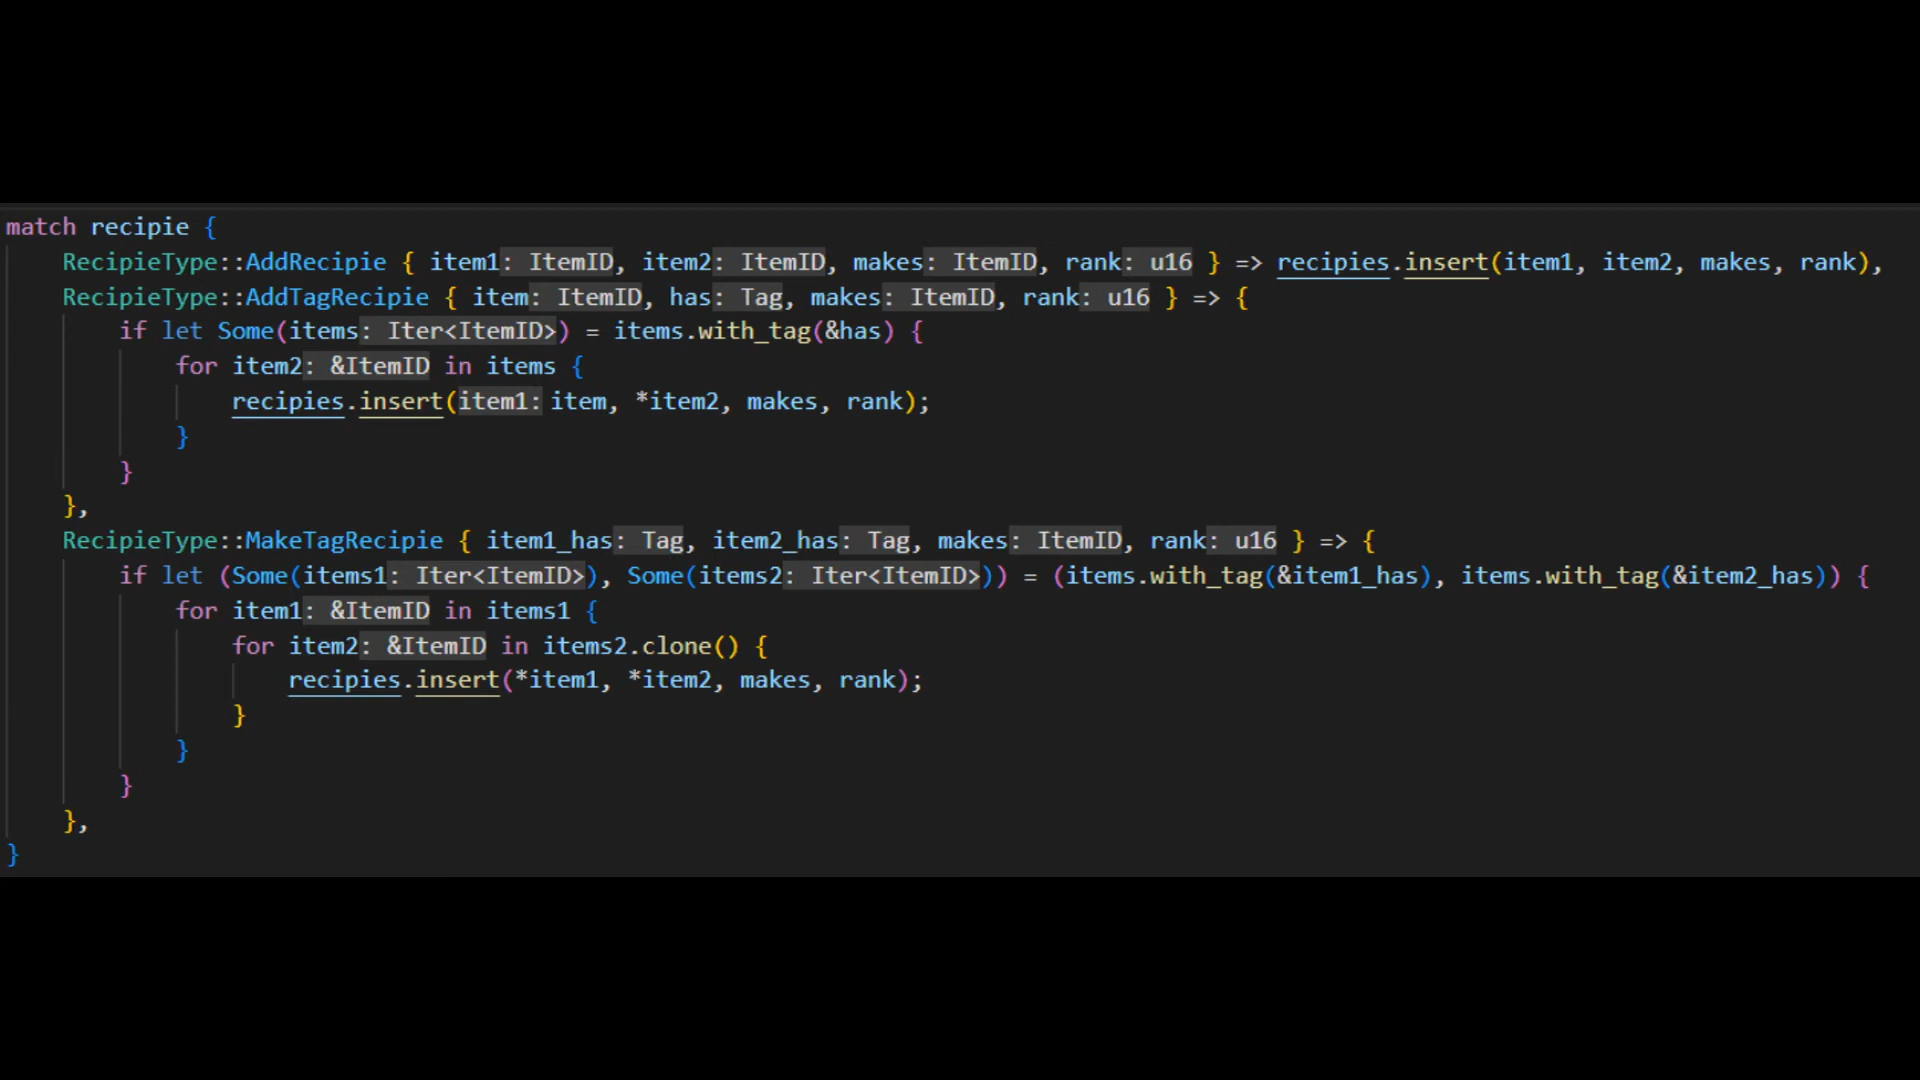 match recipie {
RecipieType::AddRecipie { item1: ItemID, item2: ItemID, makes: ItemID, rank: u16 } => recipies.insert(item1, item2, makes, rank),
RecipieType::AddTagRecipie { item: ItemID, has: Tag, makes: ItemID, rank: u16 } => {
if let Some(items: Iter<ItemID>) = items.with_tag(&has) {
for item2: &ItemID in items {
recipies.insert(item1: item, *item2, makes, rank);
}
}
},
RecipieType::MakeTagRecipie { item1_has: Tag, item2_has: Tag, makes: ItemID, rank: u16 } => {
if let (Some(items1: Iter<ItemID>), Some(items2: Iter<ItemID>)) = (items.with_tag(&item1_has), items.with_tag(&item2_has)) {
for item1: &ItemID in items1 {
for item2: &ItemID in items2.clone() {
recipies.insert(*item1, *item2, makes, rank);
}
}
}
},
}